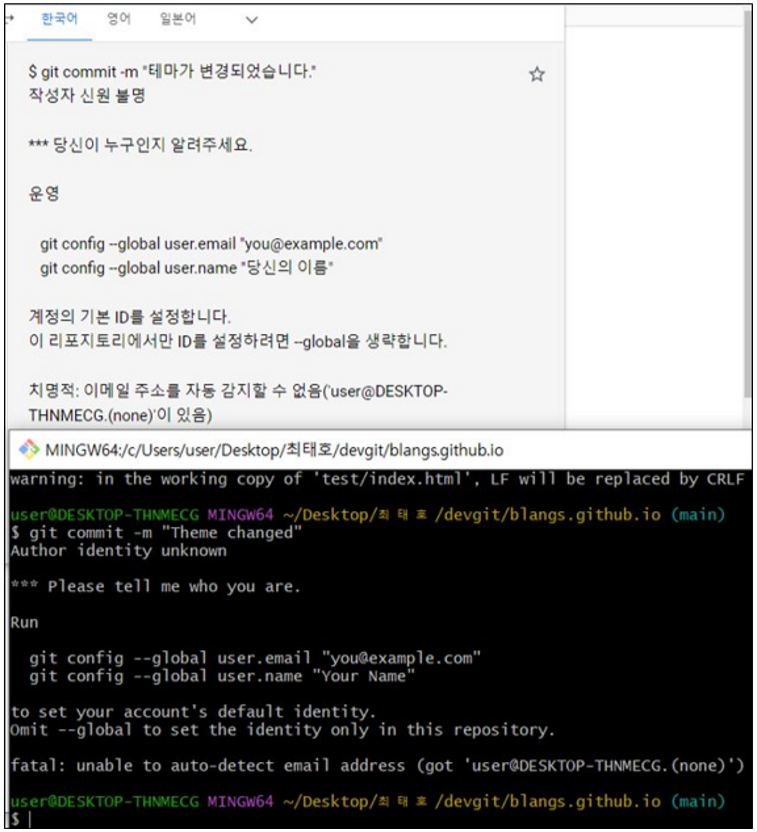 한국어 영어 일본어
$ git commit -m "테마가 변경되었습니다."
작성자 신원 불명
*** 당신이 누구인지 알려주세요.
운영
git config --global user.email "you@example.com"
git config --global user.name "당신의 이름"
계정의 기본 ID를 설정합니다.
이 리포지토리에서만 ID를 설정하려면 --global을 생략합니다.
치명적: 이메일 주소를 자동 감지할 수 없음('user@DESKTOP-
THNMECG.(none)'이 있음)
MINGW64:/c/Users/user/Desktop/최태호/devgit/blangs.github.io
warning: in the working copy of 'test/index.html', LF will be replaced by CRLF
user@DESKTOP-THNMECG MINGW64 ~/Desktop/최태호/devgit/blangs.github.io (main)
$ git commit -m "Theme changed"
Author identity unknown
*** Please tell me who you are.
Run
git config --global user.email "you@example.com"
git config --global user.name "Your Name"
to set your account's default identity.
Omit --global to set the identity only in this repository.
fatal: unable to auto-detect email address (got 'user@DESKTOP-THNMECG.(none)')
user@DESKTOP-THNMECG MINGW64 ~/Desktop/최태호/devgit/blangs.github.io (main)
$